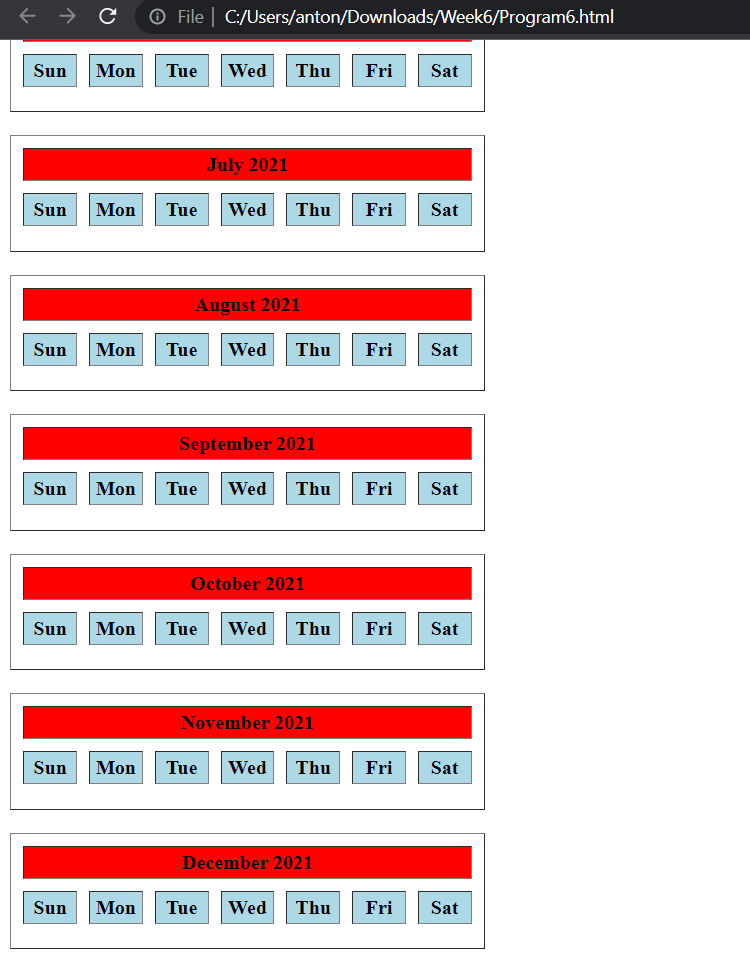 File C:/Users/anton/Downloads/Week6/Program6.html
Sun Mon Tue Wed Thu Fri Sat
July 2021
Sun Mon Tue Wed Thu Fri Sat
August 2021
Sun Mon Tue Wed Thu Fri Sat
September 2021
Sun Mon Tue Wed Thu Fri Sat
October 2021
Sun Mon Tue Wed Thu Fri Sat
November 2021
Sun Mon Tue Wed Thu Fri Sat
December 2021
Sun Mon Tue Wed Thu Fri Sat